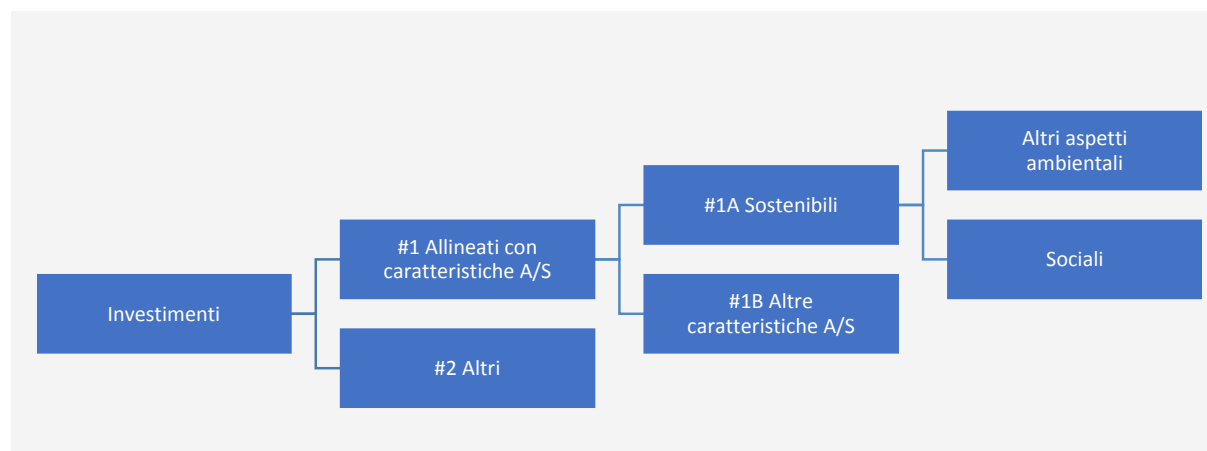 Investimenti
#1 Allineati con
caratteristiche A/S
#2 Altri
#1A Sostenibili
#1B Altre
caratteristiche A/S
Altri aspetti
ambientali
Sociali